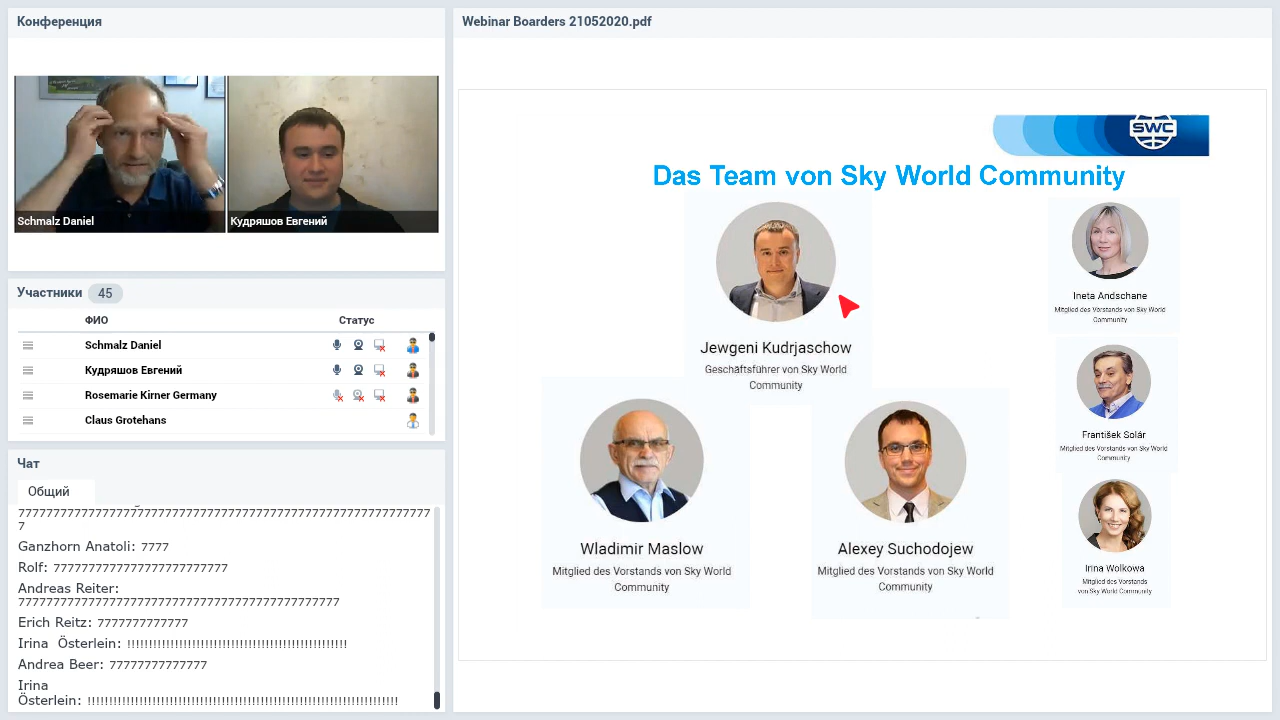 Конференция
Schmalz Daniel
Кудряшов Евгений
Участники 45
ФИО Статус
Schmalz Daniel
Кудряшов Евгений
Rosemarie Kirner Germany
Claus Grotehans
Чат
Общий
77777777777777777777777777777777777777777777777777777777777
7
Ganzhorn Anatoli: 7777
Rolf: 7777777777777777777777777
Andreas Reiter:
7777777777777777777777777777777777777777777777
Erich Reitz: 7777777777777
Irina Österlein: !!!!!!!!!!!!!!!!!!!!!!!!!!!!!!!!!!!!!!!!!!!!!!!!!!!
Andrea Beer: 77777777777777
Irina
Österlein: !!!!!!!!!!!!!!!!!!!!!!!!!!!!!!!!!!!!!!!!!!!!!!!!!!!!!!!!!!!!!!!!!!!!!!!!
Webinar Boarders 21052020.pdf
SWC
Das Team von Sky World Community
Jewgeni Kudrjaschow
Geschäftsführer von Sky World
Community
Wladimir Maslow
Mitglied des Vorstands von Sky World
Community
Alexey Suchodojew
Mitglied des Vorstands von Sky World
Community
Ineta Andschane
Mitglied des Vorstands von Sky World
Community
František Solár
Mitglied des Vorstands von Sky World
Community
Irina Wolkowa
Mitglied des Vorstands
von Sky World Community